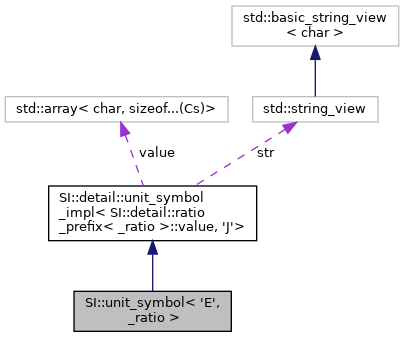 std::basic_string_view
< char >
std::array< char, sizeof...(Cs)>
std::string_view
value
str
SI::detail::unit_symbol
_impl< SI::detail::ratio
_prefix< _ratio >::value, 'J'>
SI::unit_symbol< 'E',
_ratio >